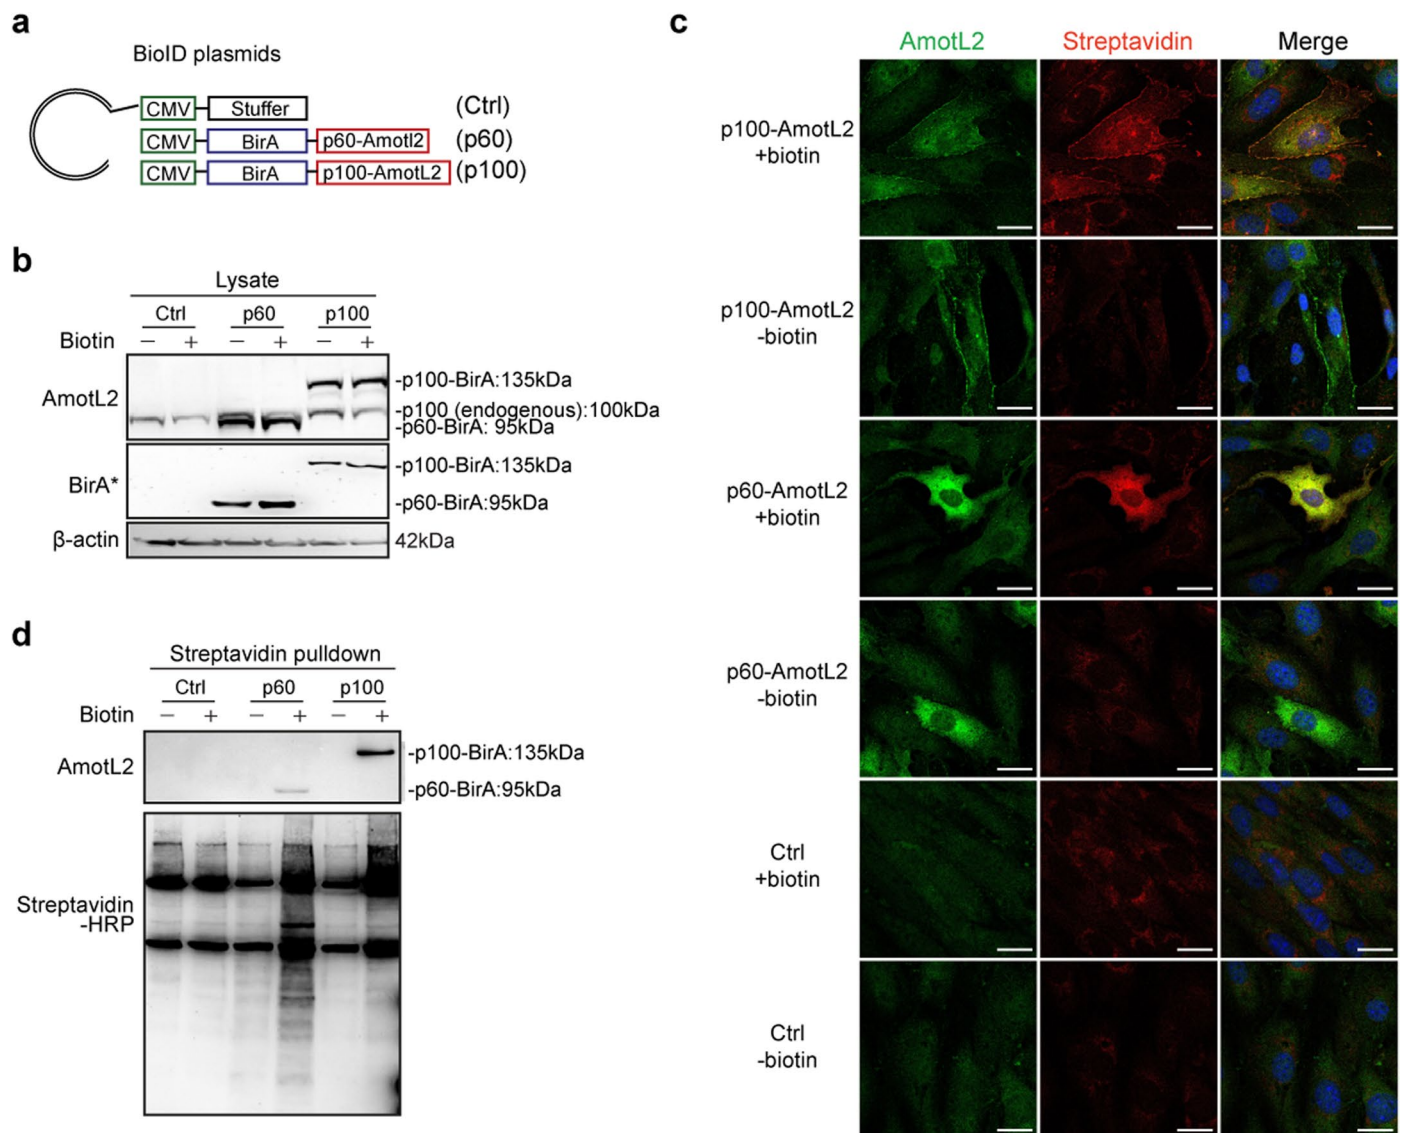 a
BioID plasmids
CMV Stuffer (Ctrl)
CMV BirA p60-Amotl2 (p60)
CMV BirA p100-AmotL2 (p100)
b
Lysate
Ctrl p60 p100
Biotin − + − + − +
AmotL2
-p100-BirA:135kDa
-p100 (endogenous):100kDa
-p60-BirA: 95kDa
BirA*
-p100-BirA:135kDa
-p60-BirA:95kDa
β-actin 42kDa
c
AmotL2 Streptavidin Merge
p100-AmotL2
+biotin
p100-AmotL2
-biotin
p60-AmotL2
+biotin
p60-AmotL2
-biotin
Ctrl
+biotin
Ctrl
-biotin
d
Streptavidin pulldown
Ctrl p60 p100
Biotin − + − + − +
AmotL2
-p100-BirA:135kDa
-p60-BirA:95kDa
Streptavidin
-HRP